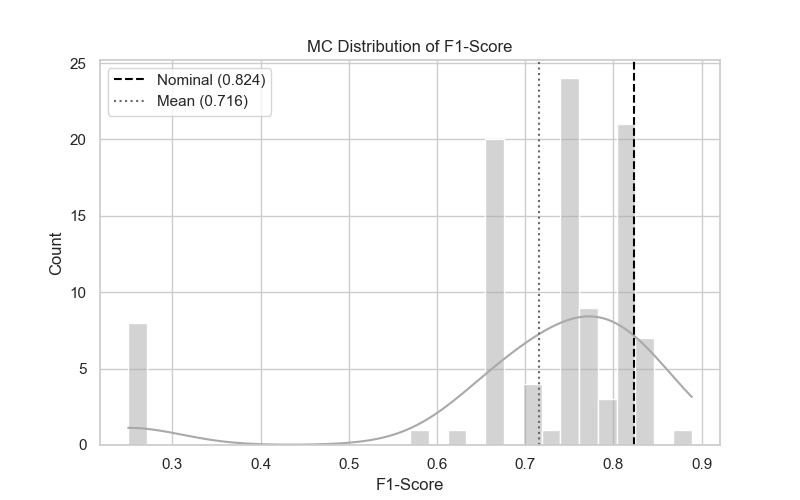 MC Distribution of F1-Score
Nominal (0.824)
Mean (0.716)
25
20
15
10
5
0
Count
0.3 0.4 0.5 0.6 0.7 0.8 0.9
F1-Score